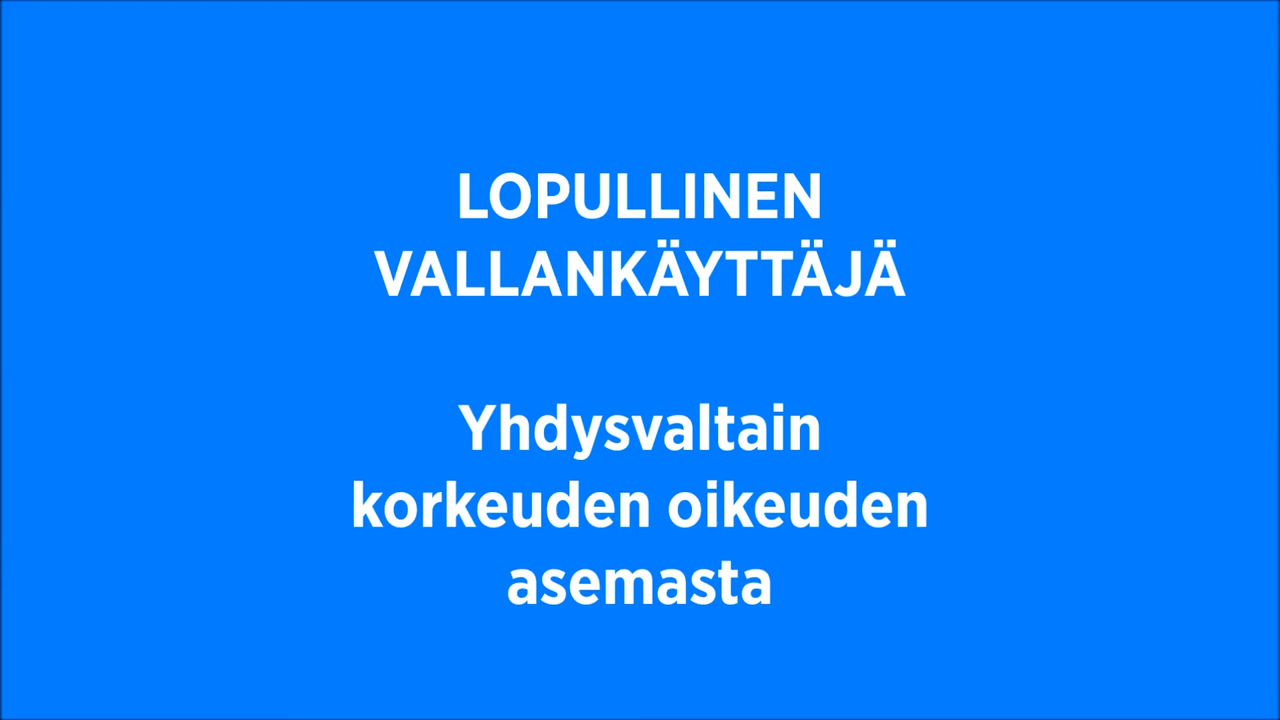 LOPULLINEN
VALLANKÄYTTÄJÄ
Yhdysvaltain
korkeuden oikeuden
asemasta